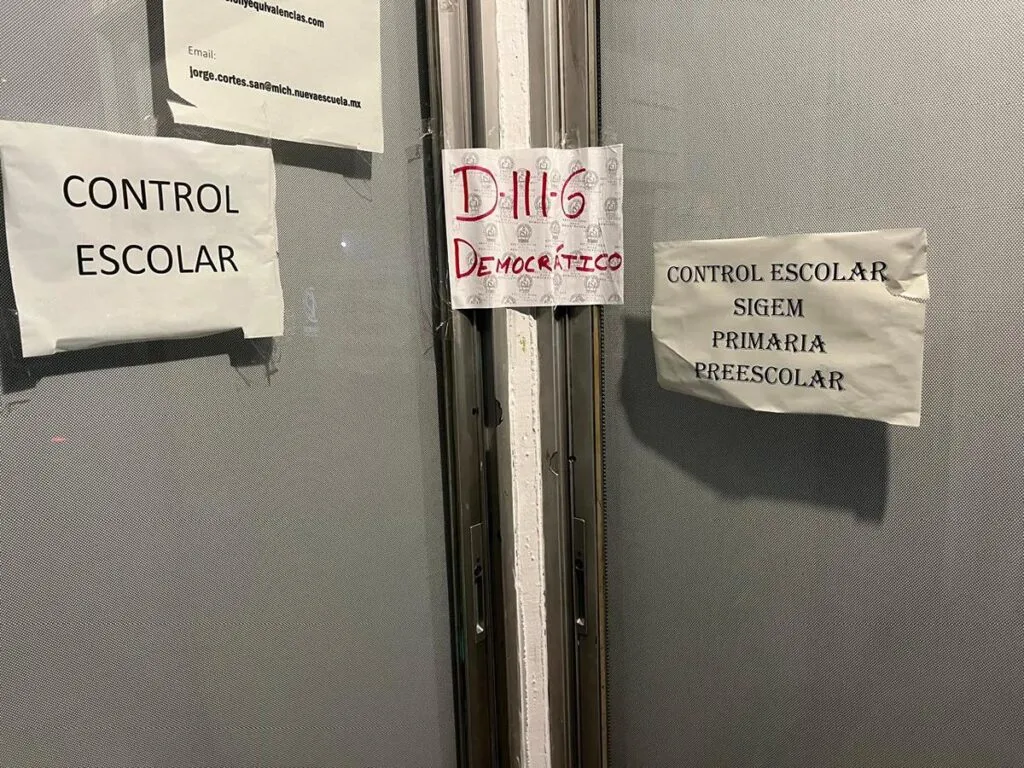 Email:
jorge.cortes.san@mich.nuevaescuela.mx
CONTROL
ESCOLAR
D-III-6
DEMOCRÁTICO
CONTROL ESCOLAR
SIGEM
PRIMARIA
PREESCOLAR